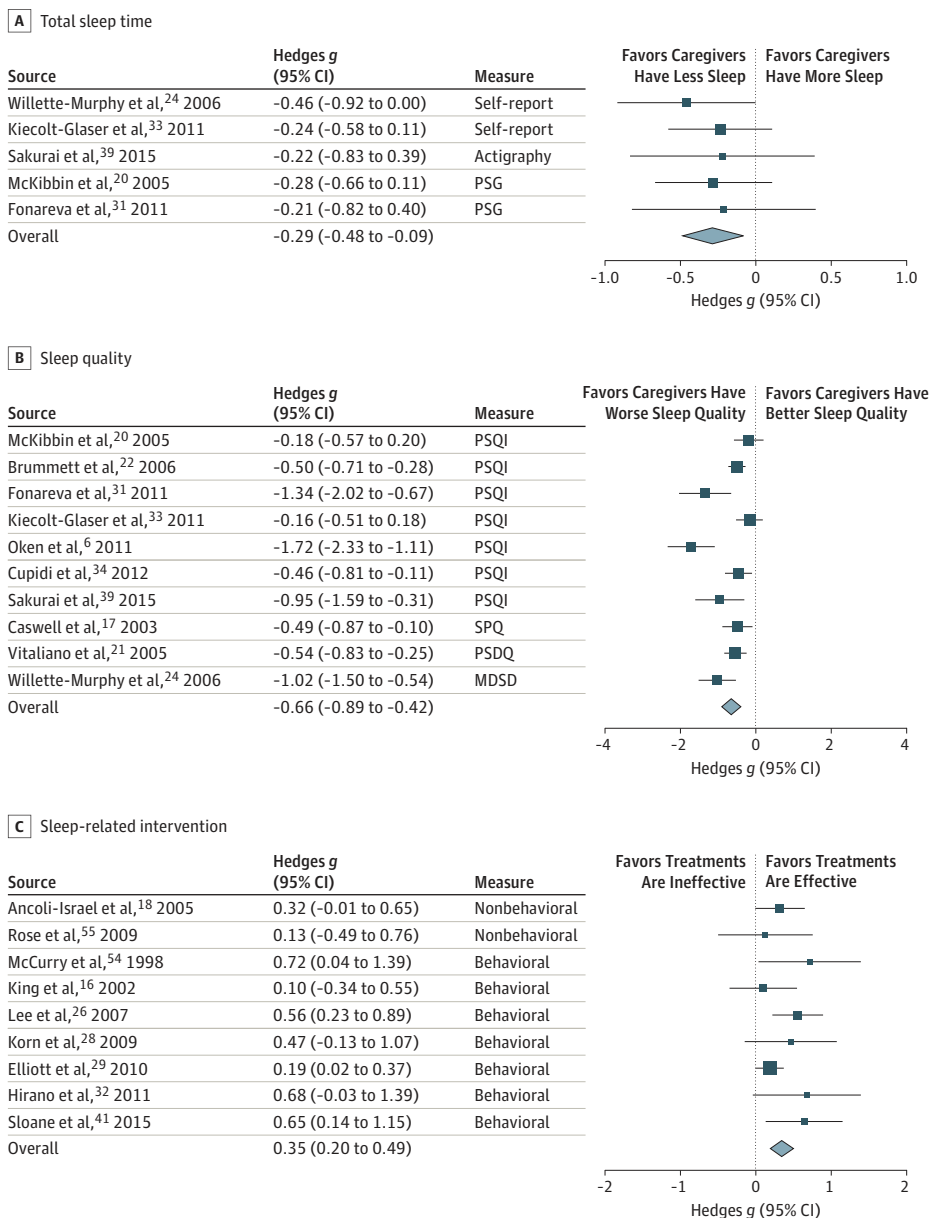 A Total sleep time
Hedges g Favors Caregivers Favors Caregivers
Source (95% CI) Measure Have Less Sleep Have More Sleep
Willette-Murphy et al,24 2006 -0.46 (-0.92 to 0.00) Self-report
Kiecolt-Glaser et al,33 2011 -0.24 (-0.58 to 0.11) Self-report
Sakurai et al,39 2015 -0.22 (-0.83 to 0.39) Actigraphy
McKibbin et al,20 2005 -0.28 (-0.66 to 0.11) PSG
Fonareva et al,31 2011 -0.21 (-0.82 to 0.40) PSG
Overall -0.29 (-0.48 to -0.09)
-1.0 -0.5 0 0.5 1.0
Hedges g (95% CI)
B Sleep quality
Hedges g Favors Caregivers Have Favors Caregivers Have
Source (95% CI) Measure Worse Sleep Quality Better Sleep Quality
McKibbin et al,20 2005 -0.18 (-0.57 to 0.20) PSQI
Brummett et al,22 2006 -0.50 (-0.71 to -0.28) PSQI
Fonareva et al,31 2011 -1.34 (-2.02 to -0.67) PSQI
Kiecolt-Glaser et al,33 2011 -0.16 (-0.51 to 0.18) PSQI
Oken et al,6 2011 -1.72 (-2.33 to -1.11) PSQI
Cupidi et al,34 2012 -0.46 (-0.81 to -0.11) PSQI
Sakurai et al,39 2015 -0.95 (-1.59 to -0.31) PSQI
Caswell et al,17 2003 -0.49 (-0.87 to -0.10) SPQ
Vitaliano et al,21 2005 -0.54 (-0.83 to -0.25) PSDQ
Willette-Murphy et al,24 2006 -1.02 (-1.50 to -0.54) MDSD
Overall -0.66 (-0.89 to -0.42)
-4 -2 0 2 4
Hedges g (95% CI)
C Sleep-related intervention
Hedges g Favors Treatments Favors Treatments
Source (95% CI) Measure Are Ineffective Are Effective
Ancoli-Israel et al,18 2005 0.32 (-0.01 to 0.65) Nonbehavioral
Rose et al,55 2009 0.13 (-0.49 to 0.76) Nonbehavioral
McCurry et al,54 1998 0.72 (0.04 to 1.39) Behavioral
King et al,16 2002 0.10 (-0.34 to 0.55) Behavioral
Lee et al,26 2007 0.56 (0.23 to 0.89) Behavioral
Korn et al,28 2009 0.47 (-0.13 to 1.07) Behavioral
Elliott et al,29 2010 0.19 (0.02 to 0.37) Behavioral
Hirano et al,32 2011 0.68 (-0.03 to 1.39) Behavioral
Sloane et al,41 2015 0.65 (0.14 to 1.15) Behavioral
Overall 0.35 (0.20 to 0.49)
-2 -1 0 1 2
Hedges g (95% CI)